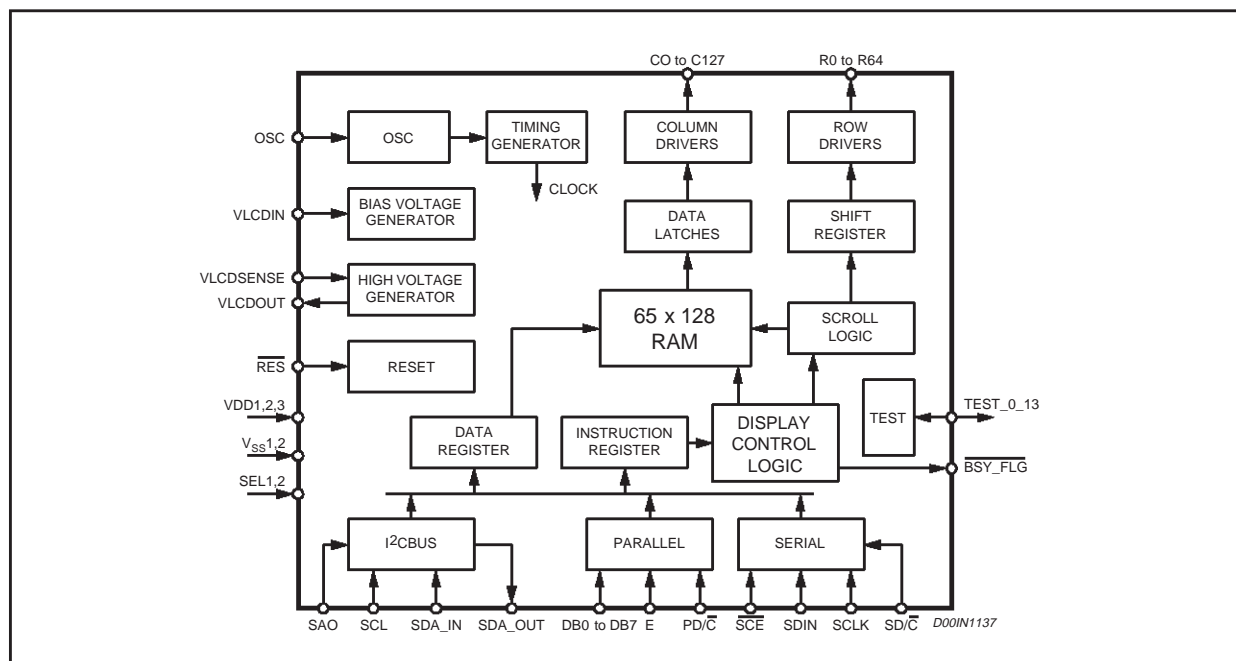 CO to C127
R0 to R64
OSC
OSC
TIMING
GENERATOR
COLUMN
DRIVERS
ROW
DRIVERS
CLOCK
VLCDIN
BIAS VOLTAGE
GENERATOR
DATA
LATCHES
SHIFT
REGISTER
VLCDSENSE
VLCDOUT
HIGH VOLTAGE
GENERATOR
65 x 128
RAM
SCROLL
LOGIC
R̅E̅S̅
RESET
VDD1,2,3
VSS1,2
SEL1,2
DATA
REGISTER
INSTRUCTION
REGISTER
DISPLAY
CONTROL
LOGIC
TEST
TEST_0_13
B̅S̅Y̅_̅F̅L̅G̅
I²CBUS
PARALLEL
SERIAL
SAO
SCL
SDA_IN
SDA_OUT
DB0 to DB7
E
PD/C̅
S̅C̅E̅
SDIN
SCLK
SD/C̅
D00IN1137